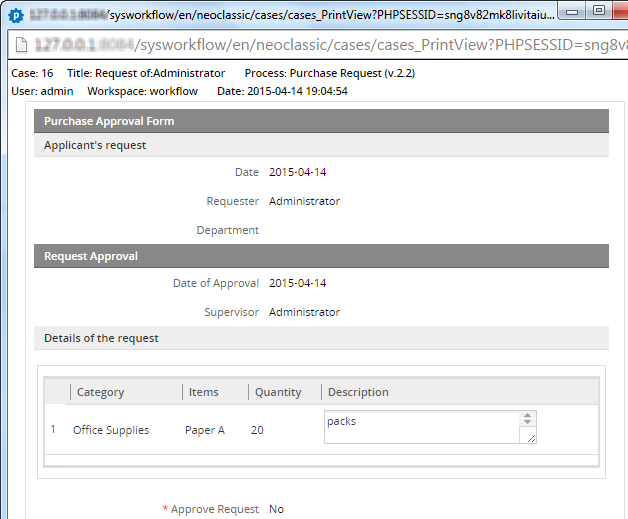 /sysworkflow/en/neoclassic/cases/cases_PrintView?PHPSESSID=sng8v82mk8livitaiu...
/sysworkflow/en/neoclassic/cases/cases_PrintView?PHPSESSID=sng8v8
Case: 16 Title: Request of:Administrator Process: Purchase Request (v.2.2)
User: admin Workspace: workflow Date: 2015-04-14 19:04:54
Purchase Approval Form
Applicant's request
Date 2015-04-14
Requester Administrator
Department
Request Approval
Date of Approval 2015-04-14
Supervisor Administrator
Details of the request
Category Items Quantity Description
1 Office Supplies Paper A 20 packs
* Approve Request No